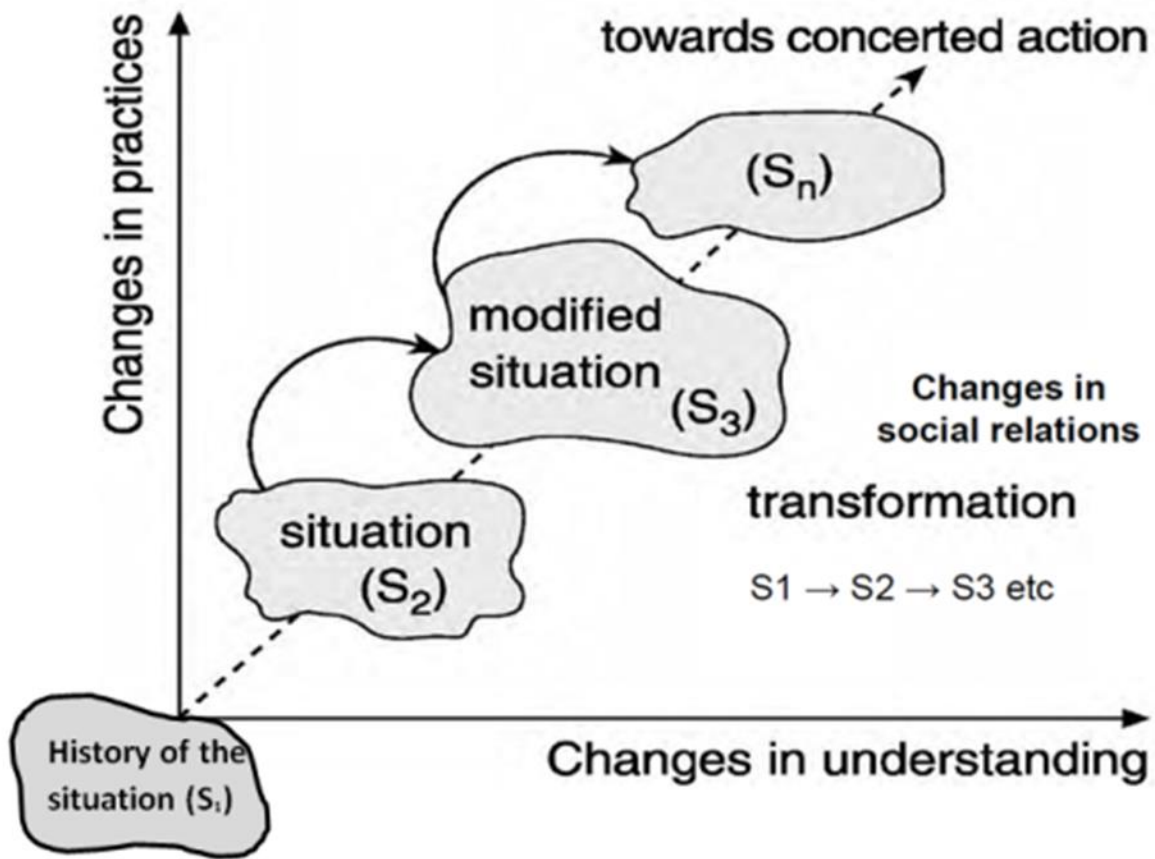 towards concerted action
Changes in practices
(Sₙ)
modified
situation
(S₃)
Changes in
social relations
transformation
S1 → S2 → S3 etc
situation
(S₂)
History of the
situation (S₁)
Changes in understanding